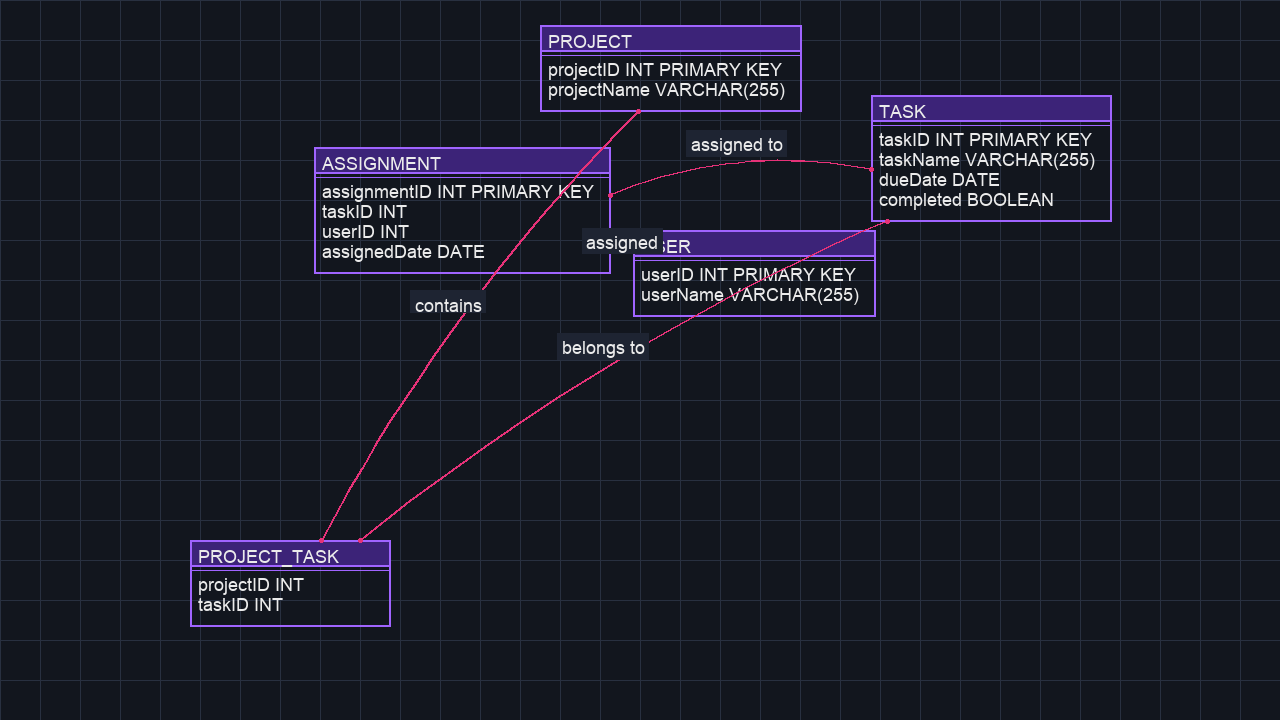 PROJECT
projectID INT PRIMARY KEY
projectName VARCHAR(255)
TASK
taskID INT PRIMARY KEY
taskName VARCHAR(255)
dueDate DATE
completed BOOLEAN
assigned to
ASSIGNMENT
assignmentID INT PRIMARY KEY
taskID INT
userID INT
assignedDate DATE
assigned
SER
userID INT PRIMARY KEY
userName VARCHAR(255)
contains
belongs to
PROJECT_TASK
projectID INT
taskID INT